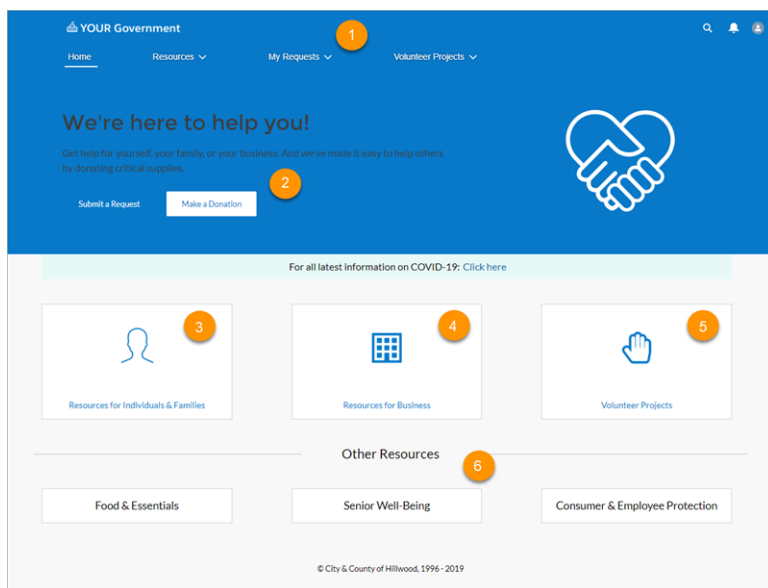 YOUR Government
1
Home Resources My Requests Volunteer Projects
We're here to help you!
Get help for yourself, your family, or your business. And we've made it easy to help others
by donating critical supplies.
2
Submit a Request Make a Donation
For all latest information on COVID-19: Click here
3 4 5
Resources for Individuals & Families Resources for Business Volunteer Projects
Other Resources
6
Food & Essentials Senior Well-Being Consumer & Employee Protection
© City & County of Hillwood, 1996 - 2019